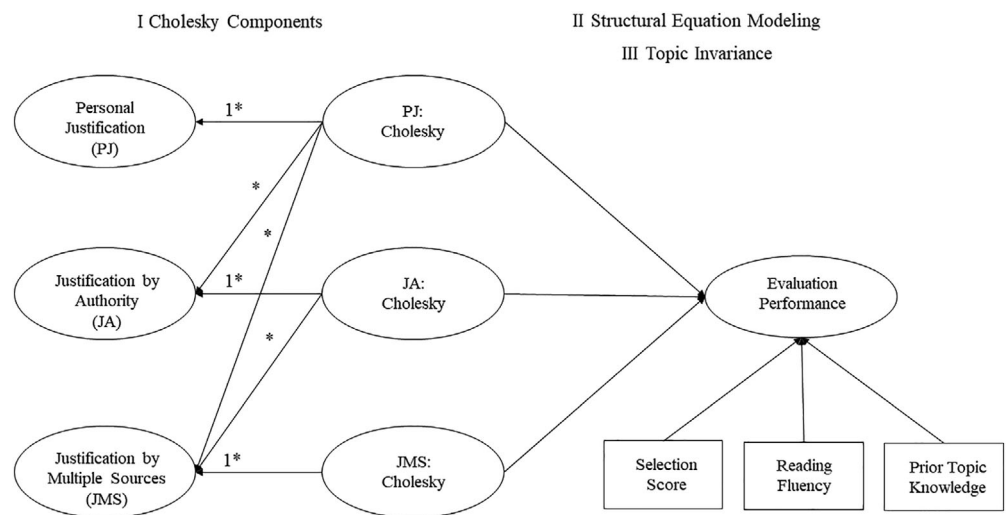 I Cholesky Components
II Structural Equation Modeling
III Topic Invariance
Personal
Justification
(PJ)
1*
PJ:
Cholesky
*
*
Justification by
Authority
(JA)
1*
JA:
Cholesky
Evaluation
Performance
*
Justification by
Multiple Sources
(JMS)
1*
JMS:
Cholesky
Selection
Score
Reading
Fluency
Prior Topic
Knowledge